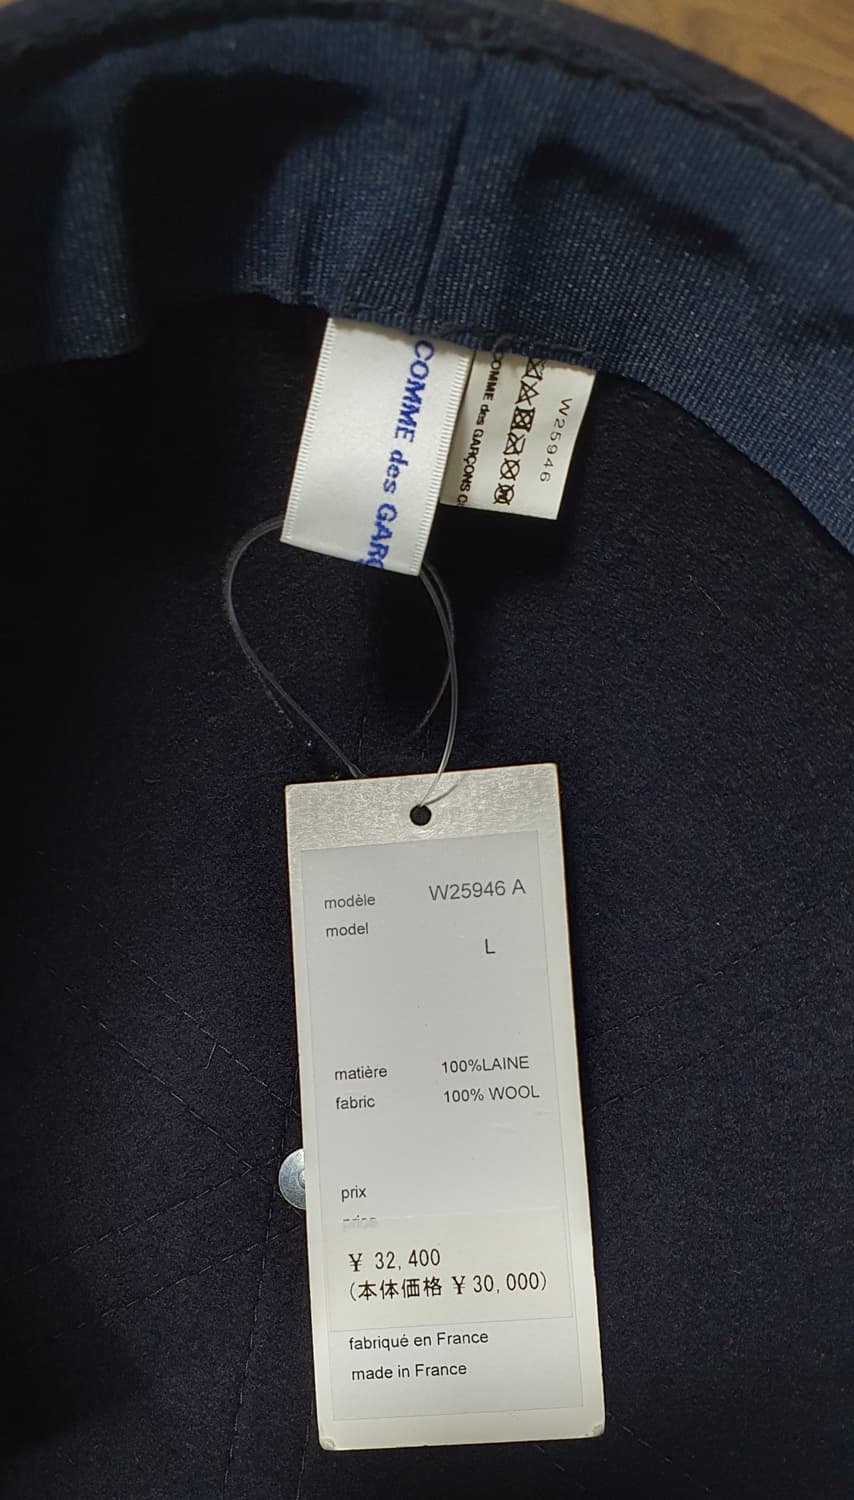 COMME des GARÇ
COMME des GARÇONS
W25946
modèle W25946 A
model
L
matière 100%LAINE
fabric 100% WOOL
prix
price
¥ 32,400
(本体価格 ¥ 30,000)
fabriqué en France
made in France